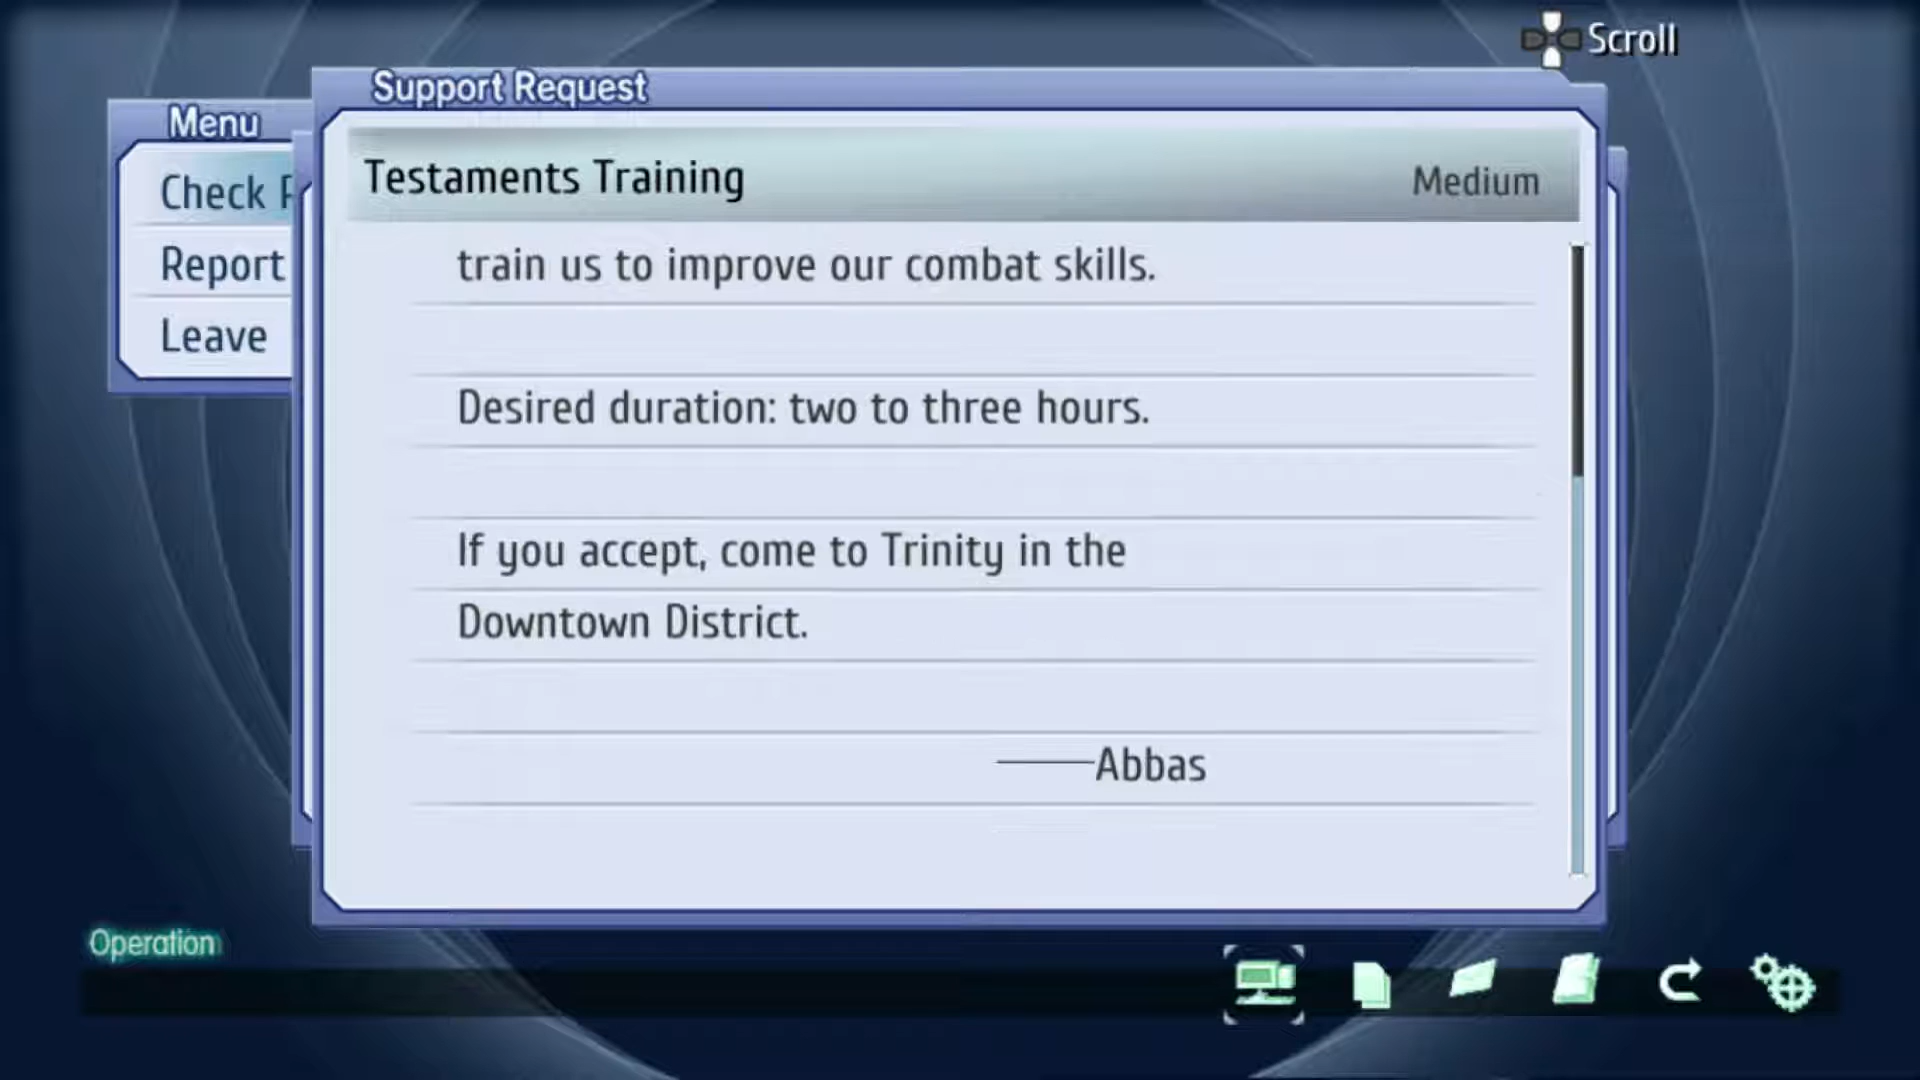 Scroll
Support Request
Menu
Testaments Training
Medium
Check
Report
Leave
train us to improve our combat skills.
Desired duration: two to three hours.
If you accept, come to Trinity in the
Downtown District.
——Abbas
Operation